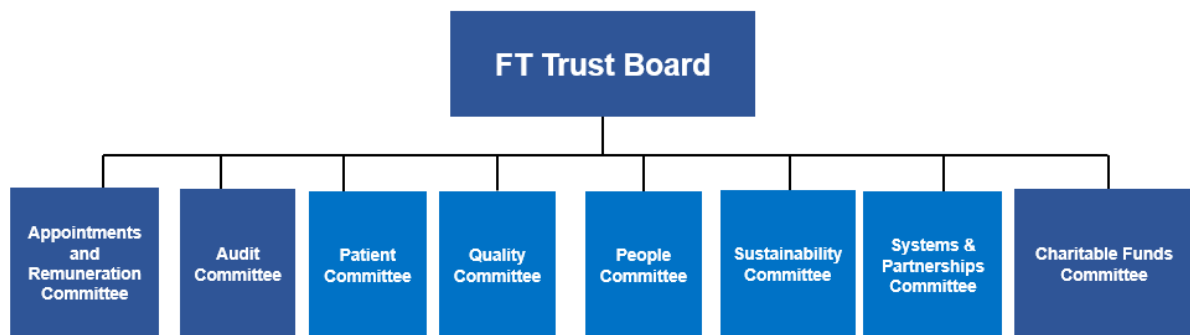 FT Trust Board
Appointments
and
Remuneration
Committee
Audit
Committee
Patient
Committee
Quality
Committee
People
Committee
Sustainability
Committee
Systems &
Partnerships
Committee
Charitable Funds
Committee